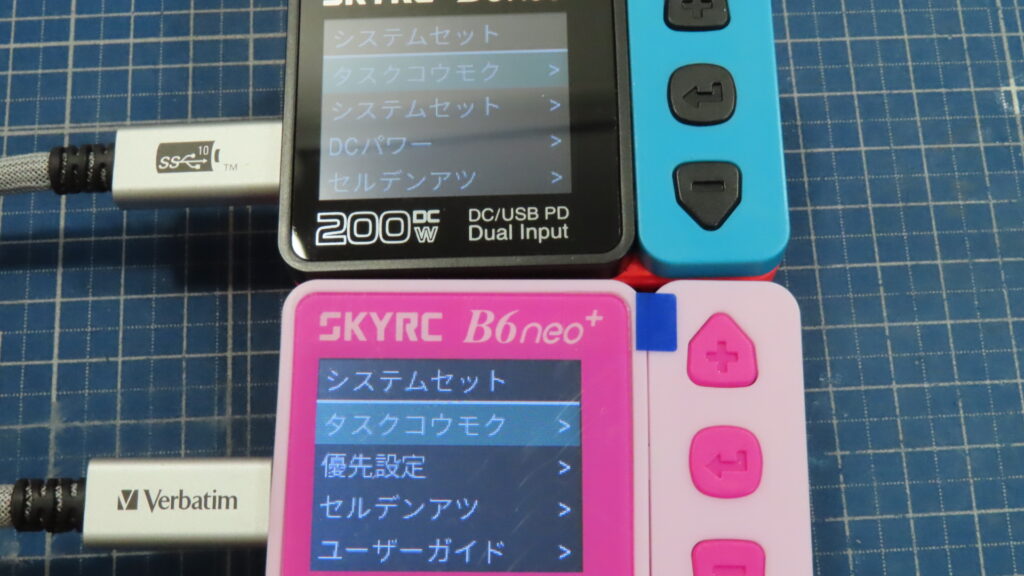 SKYRC B6neo
システムセット
タスクコウモク >
システムセット >
DCパワー >
セルデンアツ >
200 DC W
DC/USB PD
Dual Input
SS 10
TM
SKYRC B6neo+
システムセット
タスクコウモク >
優先設定 >
セルデンアツ >
ユーザーガイド >
Verbatim